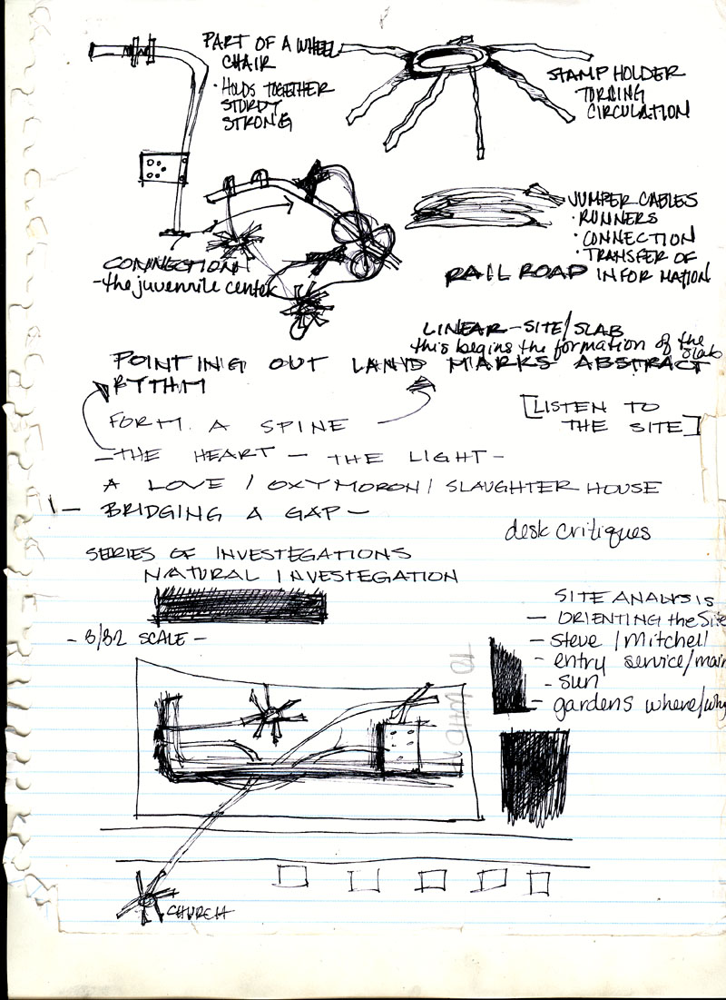 PART OF A WHEEL
CHAIR
· HOLDS TOGETHER
STURDY
STRONG
STAMP HOLDER
CIRCULATION
JUMPER CABLES
· RUNNERS
· CONNECTION
· TRANSFER OF
INFORMATION
CONNECTION
- the juvenile center
RAIL ROAD
LINEAR - SITE/SLAB
this begins the formation of the
slab
POINTING OUT LAND MARKS ABSTRACT
RYTHM
[LISTEN TO
THE SITE]
FORM A SPINE
- THE HEART - THE LIGHT -
A LOVE / OXYMORON / SLAUGHTER HOUSE
1 - BRIDGING A GAP -
desk critiques
SERIES OF INVESTEGATIONS
NATURAL INVESTEGATION
- 3/32 SCALE -
SITE ANALYSIS
- ORIENTING the Site
- Steve / Mitchell
- entry service/main
- sun
- gardens where/why
CHURCH